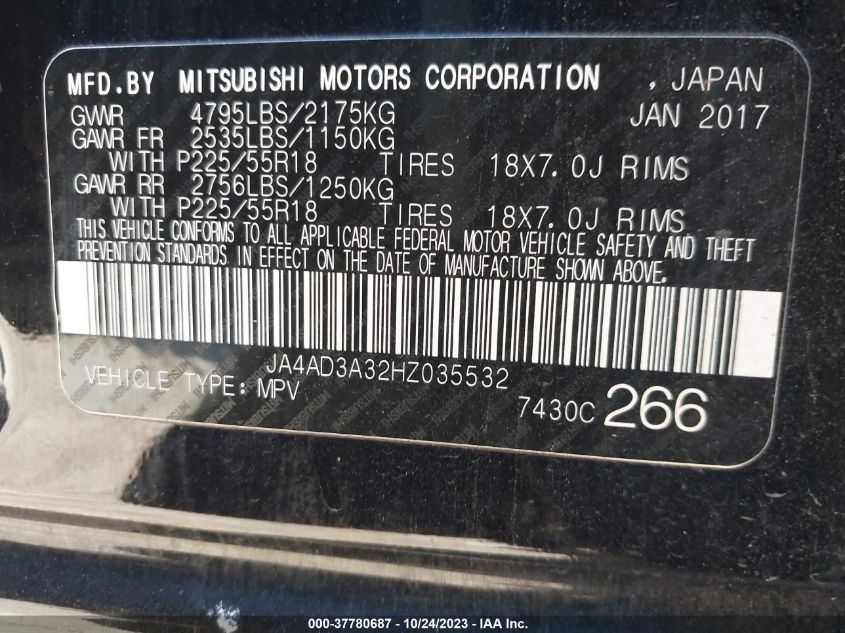 MFD.BY MITSUBISHI MOTORS CORPORATION , JAPAN
GVWR 4795LBS/2175KG JAN 2017
GAWR FR 2535LBS/1150KG
WITH P225/55R18 TIRES 18X7.0J RIMS
GAWR RR 2756LBS/1250KG
WITH P225/55R18 TIRES 18X7.0J RIMS
THIS VEHICLE CONFORMS TO ALL APPLICABLE FEDERAL MOTOR VEHICLE SAFETY AND THEFT
PREVENTION STANDARDS IN EFFECT ON THE DATE OF MANUFACTURE SHOWN ABOVE.
JA4AD3A32HZ035532
VEHICLE TYPE: MPV
7430C 266
000-37780687 - 10/24/2023 - IAA Inc.